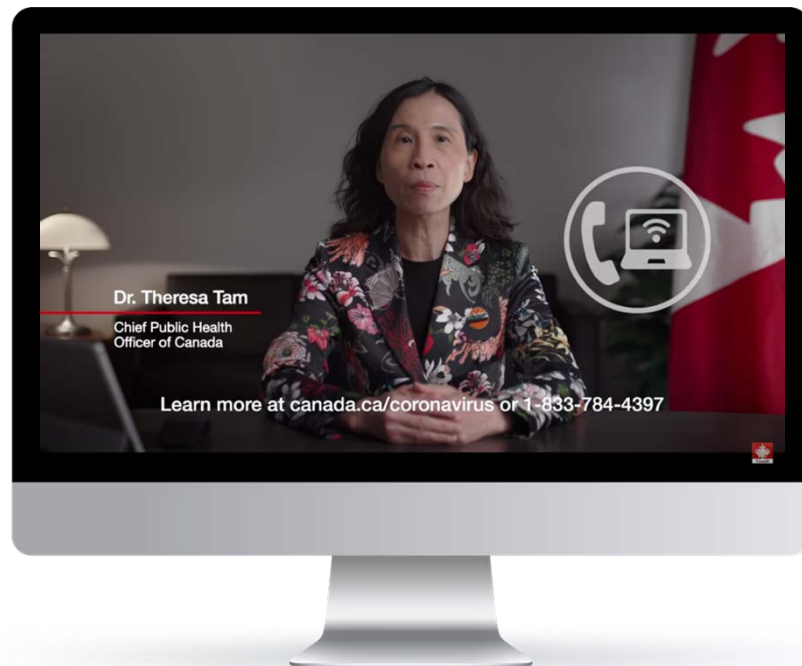 Dr. Theresa Tam
Chief Public Health
Officer of Canada
Learn more at canada.ca/coronavirus or 1-833-784-4397